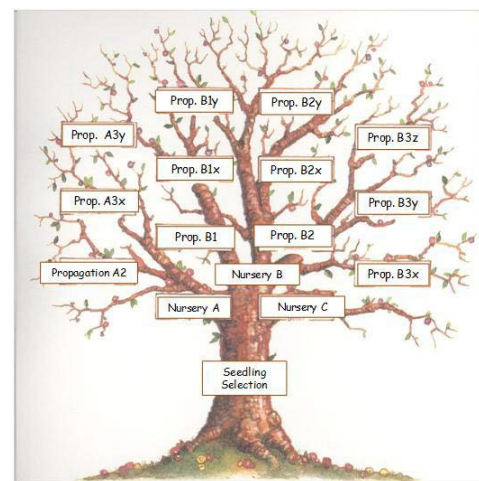 Prop. B1y
Prop. B2y
Prop. A3y
Prop. B3z
Prop. B1x
Prop. B2x
Prop. A3x
Prop. B3y
Prop. B1
Prop. B2
Propagation A2
Nursery B
Prop. B3x
Nursery A
Nursery C
Seedling
Selection